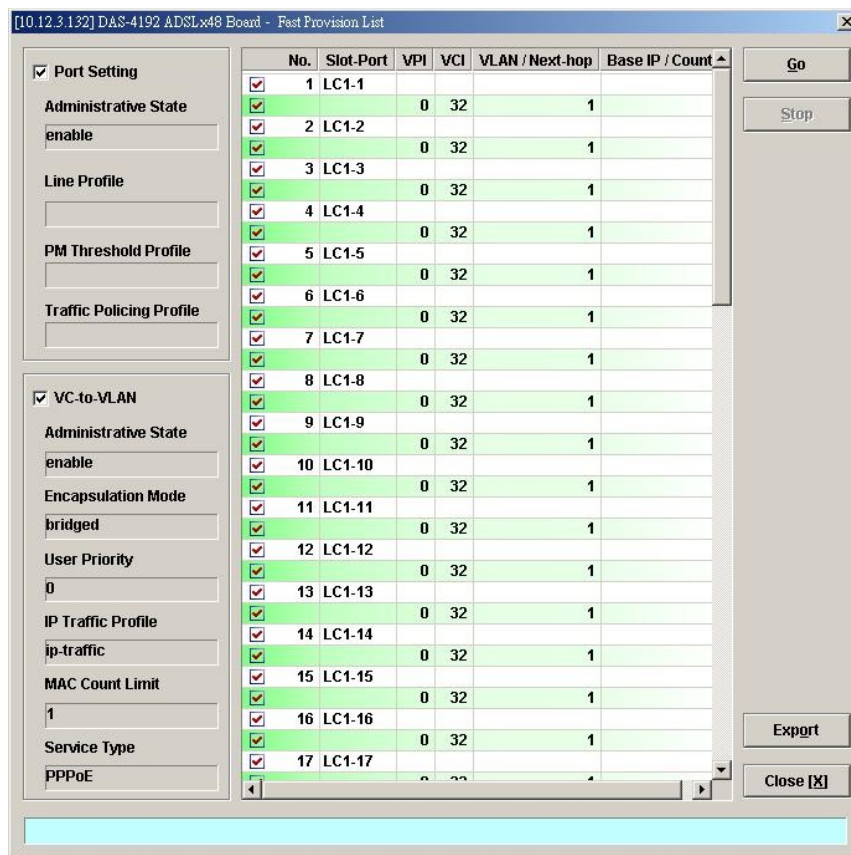 [10.12.3.132] DAS-4192 ADSLx48 Board - Fast Provision List
Port Setting
Administrative State
enable
Line Profile
PM Threshold Profile
Traffic Policing Profile
VC-to-VLAN
Administrative State
enable
Encapsulation Mode
bridged
User Priority
0
IP Traffic Profile
ip-traffic
MAC Count Limit
1
Service Type
PPPoE
No. Slot-Port VPI VCI VLAN / Next-hop Base IP / Count
1 LC1-1
0 32 1
2 LC1-2
0 32 1
3 LC1-3
0 32 1
4 LC1-4
0 32 1
5 LC1-5
0 32 1
6 LC1-6
0 32 1
7 LC1-7
0 32 1
8 LC1-8
0 32 1
9 LC1-9
0 32 1
10 LC1-10
0 32 1
11 LC1-11
0 32 1
12 LC1-12
0 32 1
13 LC1-13
0 32 1
14 LC1-14
0 32 1
15 LC1-15
0 32 1
16 LC1-16
0 32 1
17 LC1-17
0 32 1
Go
Stop
Export
Close [X]